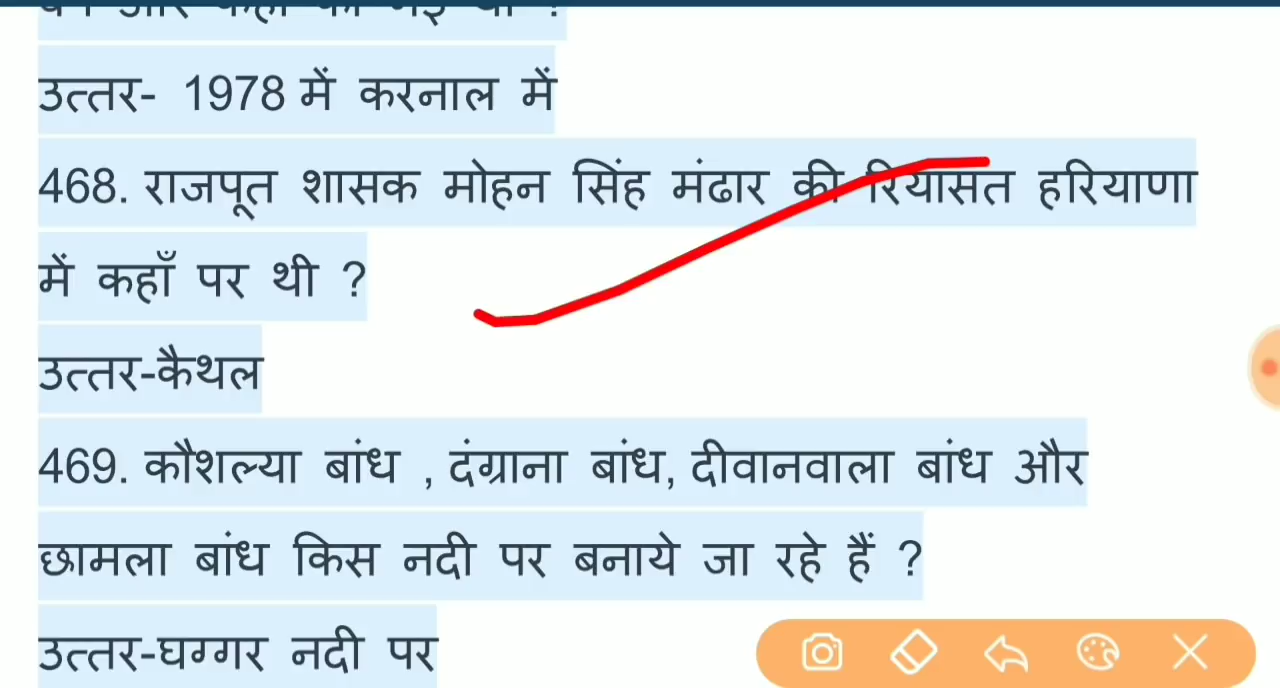 उत्तर- 1978 में करनाल में
468. राजपूत शासक मोहन सिंह मंढार की रियासत हरियाणा
में कहाँ पर थी ?
उत्तर-कैथल
469. कौशल्या बांध , दंग्राना बांध, दीवानवाला बांध और
छामला बांध किस नदी पर बनाये जा रहे हैं ?
उत्तर-घग्गर नदी पर